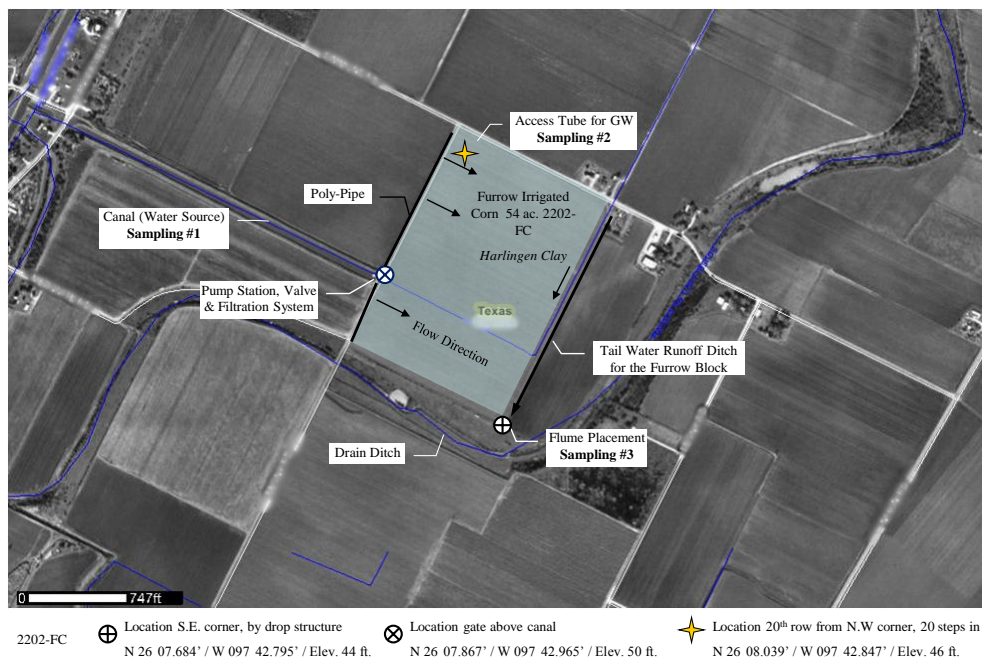 Access Tube for GW
Sampling #2
Poly-Pipe
Furrow Irrigated
Corn 54 ac. 2202-
FC
Canal (Water Source)
Sampling #1
Harlingen Clay
Pump Station, Valve
& Filtration System
Texas
Flow Direction
Tail Water Runoff Ditch
for the Furrow Block
Flume Placement
Sampling #3
Drain Ditch
0 747ft
2202-FC
Location S.E. corner, by drop structure
N 26 07.684' / W 097 42.795' / Elev. 44 ft.
Location gate above canal
N 26 07.867' / W 097 42.965' / Elev. 50 ft.
Location 20th row from N.W corner, 20 steps in
N 26 08.039' / W 097 42.847' / Elev. 46 ft.